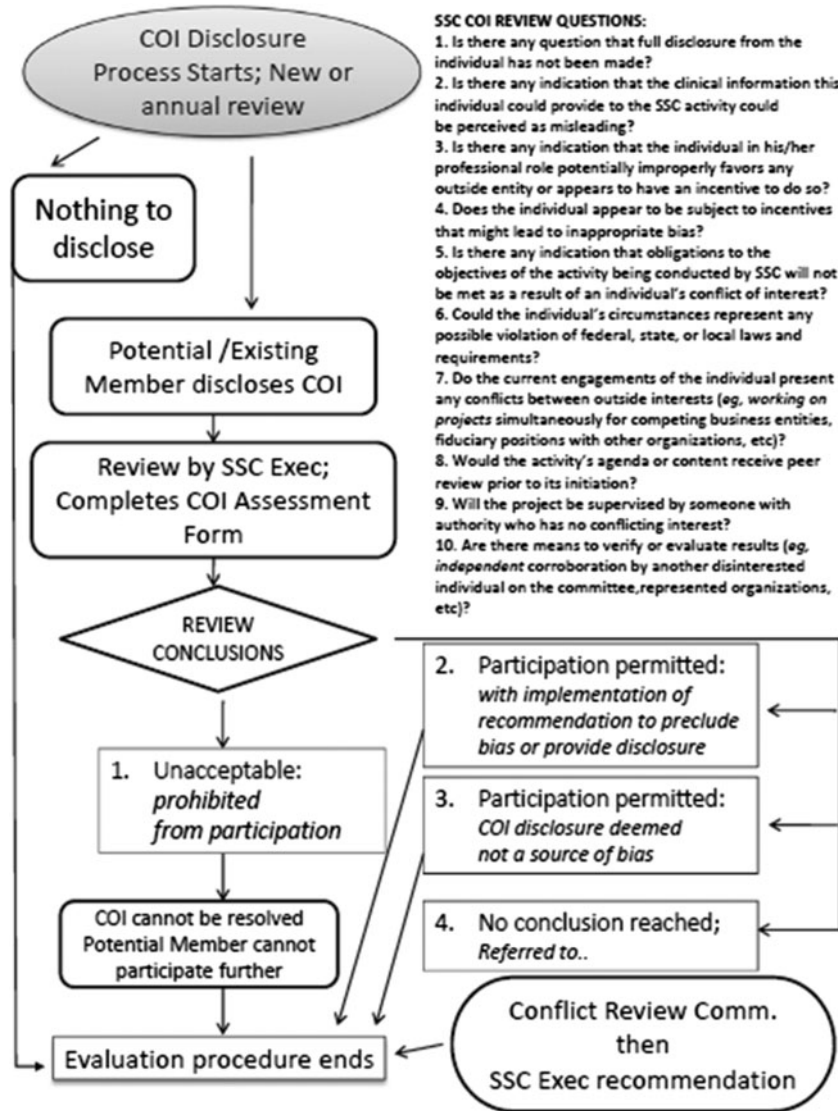 COI Disclosure
Process Starts; New or
annual review
Nothing to
disclose
Potential /Existing
Member discloses COI
Review by SSC Exec;
Completes COI Assessment
Form
REVIEW
CONCLUSIONS
1. Unacceptable:
prohibited
from participation
COI cannot be resolved
Potential Member cannot
participate further
Evaluation procedure ends
SSC COI REVIEW QUESTIONS:
1. Is there any question that full disclosure from the
individual has not been made?
2. Is there any indication that the clinical information this
individual could provide to the SSC activity could
be perceived as misleading?
3. Is there any indication that the individual in his/her
professional role potentially improperly favors any
outside entity or appears to have an incentive to do so?
4. Does the individual appear to be subject to incentives
that might lead to inappropriate bias?
5. Is there any indication that obligations to the
objectives of the activity being conducted by SSC will not
be met as a result of an individual's conflict of interest?
6. Could the individual's circumstances represent any
possible violation of federal, state, or local laws and
requirements?
7. Do the current engagements of the individual present
any conflicts between outside interests (eg, working on
projects simultaneously for competing business entities,
fiduciary positions with other organizations, etc)?
8. Would the activity's agenda or content receive peer
review prior to its initiation?
9. Will the project be supervised by someone with
authority who has no conflicting interest?
10. Are there means to verify or evaluate results (eg,
independent corroboration by another disinterested
individual on the committee,represented organizations,
etc)?
2. Participation permitted:
with implementation of
recommendation to preclude
bias or provide disclosure
3. Participation permitted:
COI disclosure deemed
not a source of bias
4. No conclusion reached;
Referred to..
Conflict Review Comm.
then
SSC Exec recommendation